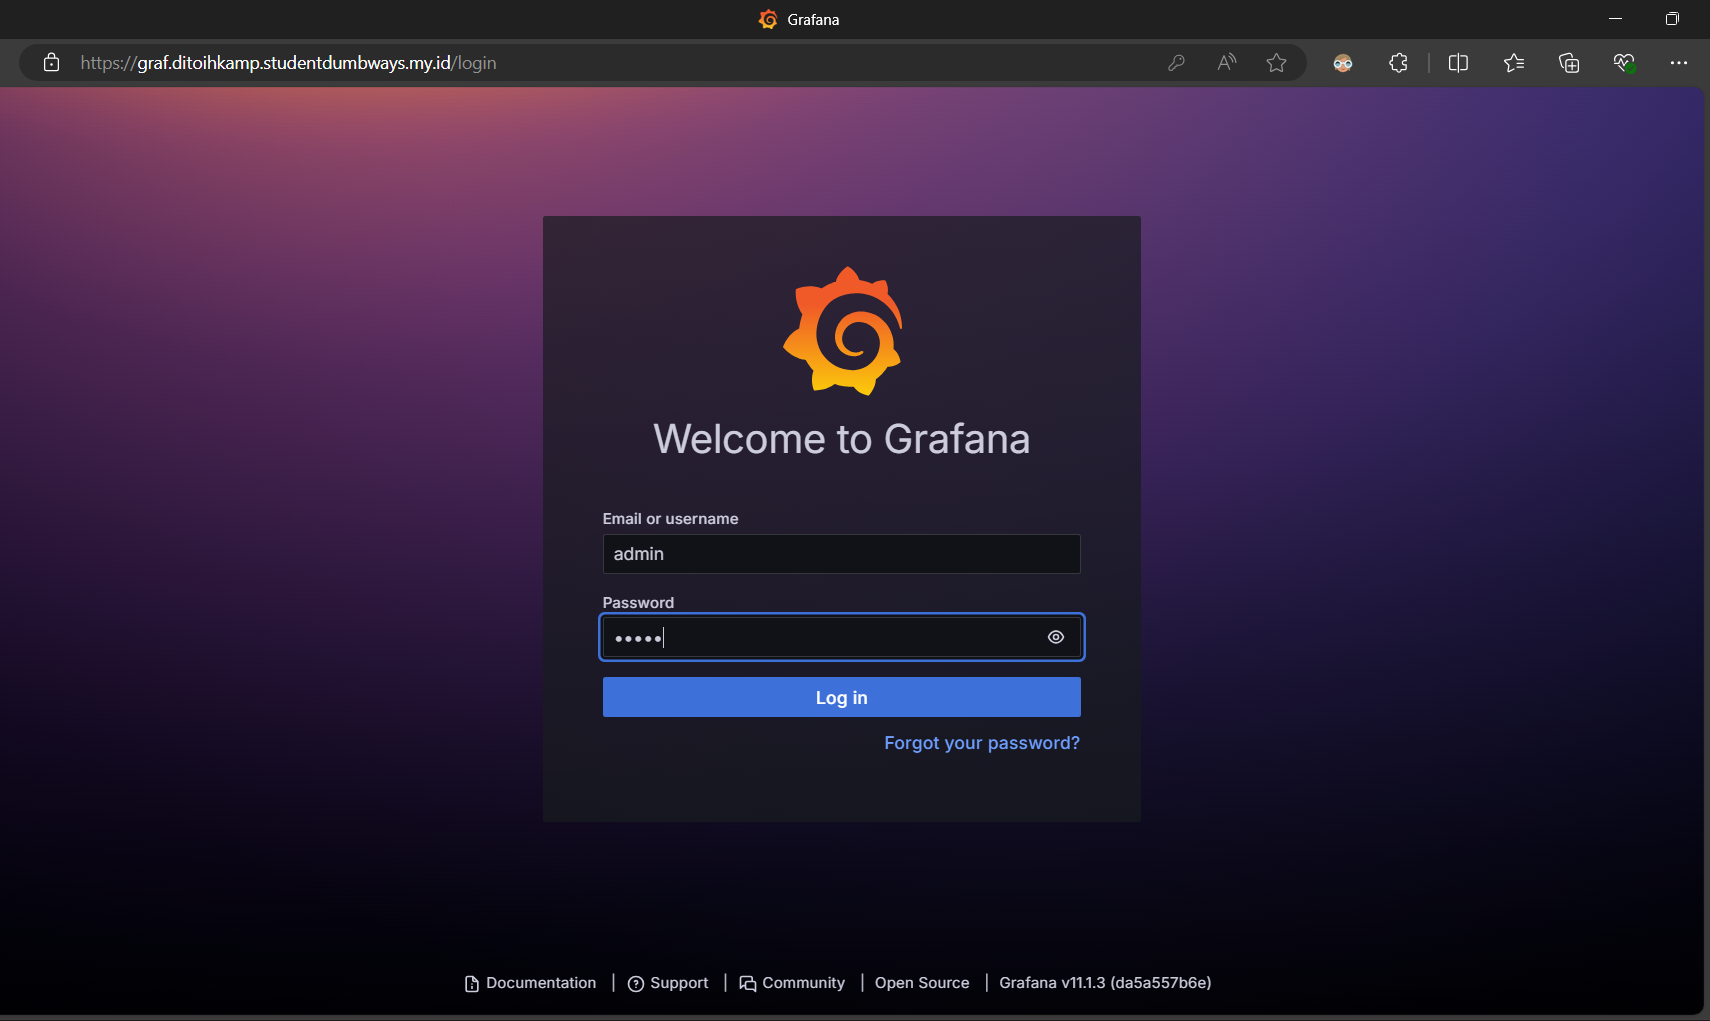 Grafana
https://graf.ditoihkamp.studentdumbways.my.id/login
Welcome to Grafana
Email or username
admin
Password
•••••
Log in
Forgot your password?
Documentation | Support | Community | Open Source | Grafana v11.1.3 (da5a557b6e)